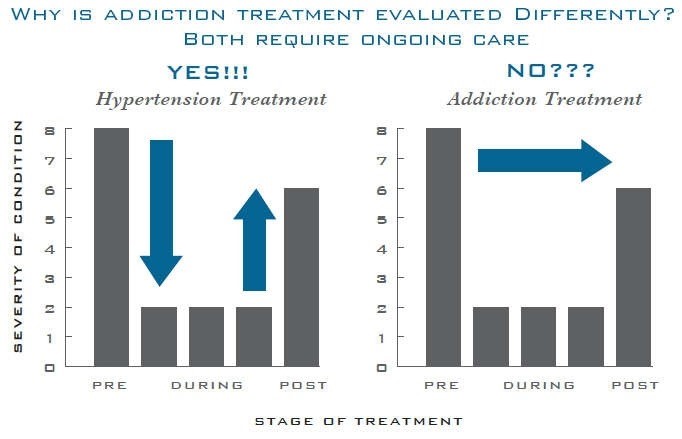 Why is addiction treatment evaluated Differently?
Both require ongoing care
YES!!!
Hypertension Treatment
NO???
Addiction Treatment
SEVERITY OF CONDITION
8
7
6
5
4
3
2
1
0
PRE DURING POST
8
7
6
5
4
3
2
1
0
PRE DURING POST
STAGE OF TREATMENT